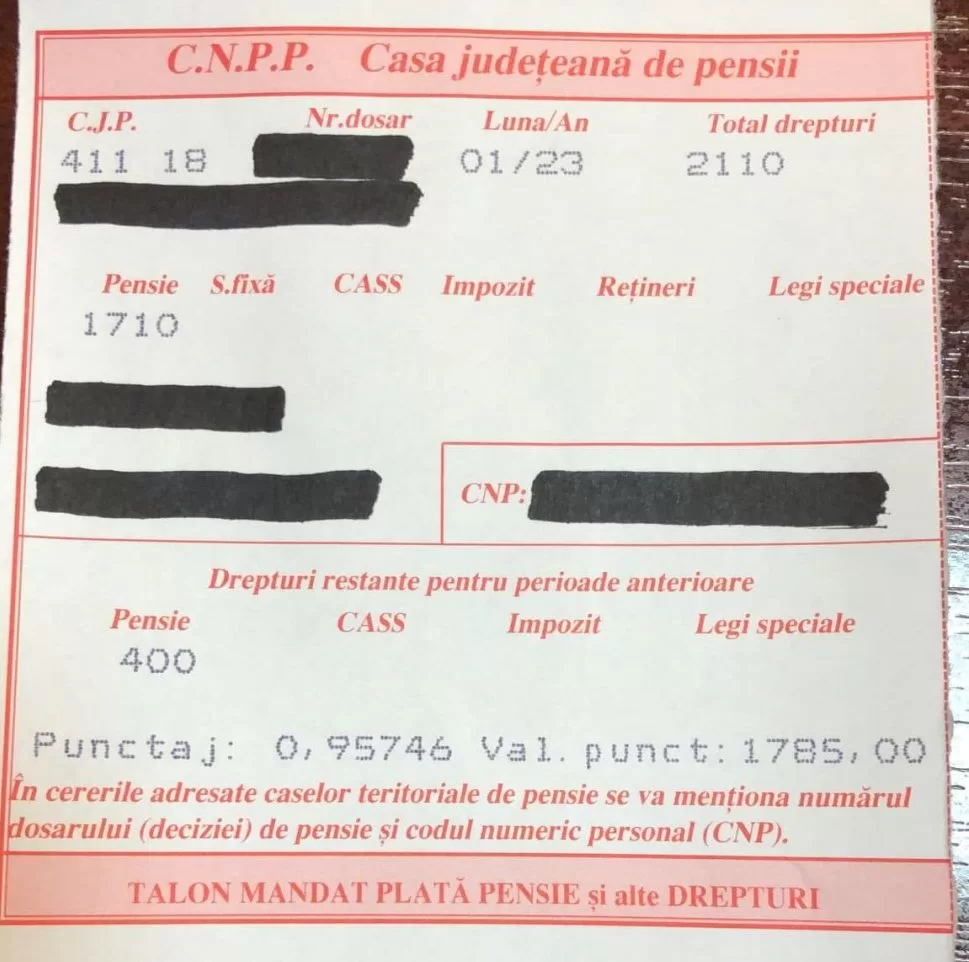 C.N.P.P. Casa județeană de pensii
C.J.P. Nr.dosar Luna/An Total drepturi
411 18 01/23 2110
Pensie S.fixă CASS Impozit Rețineri Legi speciale
1710
CNP:
Drepturi restante pentru perioade anterioare
Pensie CASS Impozit Legi speciale
400
Punctaj: 0,95746 Val. punct: 1785,00
În cererile adresate caselor teritoriale de pensie se va menționa numărul
dosarului (deciziei) de pensie și codul numeric personal (CNP).
TALON MANDAT PLATĂ PENSIE și alte DREPTURI